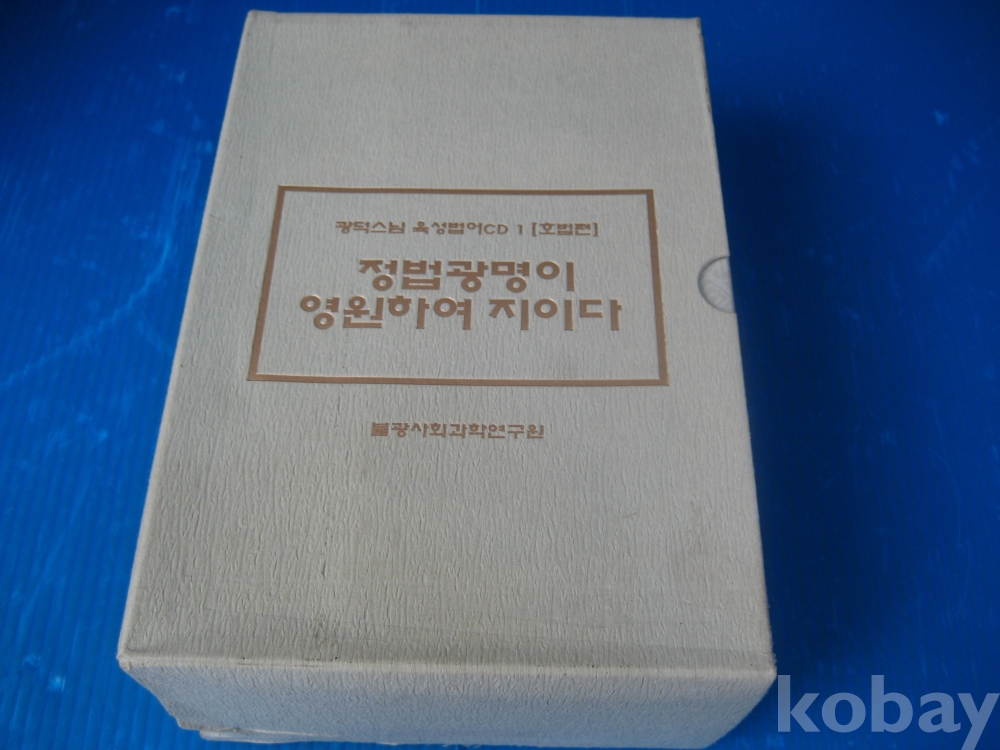 광덕스님 육성법어CD 1 [호법편]
정법광명이
영원하여 지이다
불광사회과학연구원
kobay